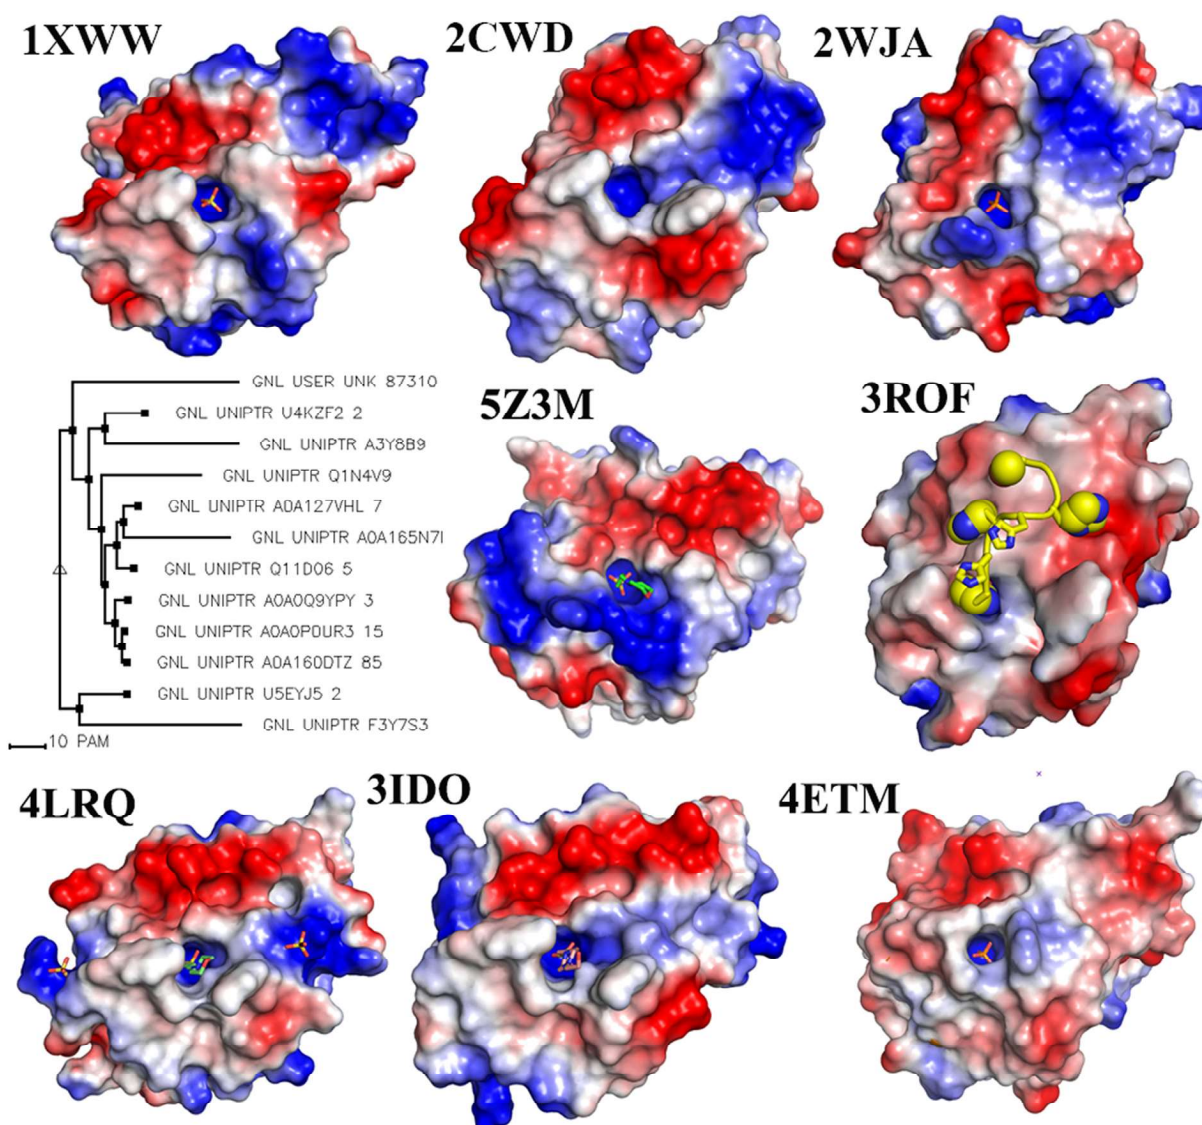 1XWW
2CWD
2WJA
GNL USER UNK 87310
GNL UNIPTR U4KZF2 2
GNL UNIPTR A3Y8B9
GNL UNIPTR Q1N4V9
GNL UNIPTR A0A127VHL 7
GNL UNIPTR A0A165N7I
GNL UNIPTR Q11D06 5
GNL UNIPTR A0A0Q9YPY 3
GNL UNIPTR A0A0P0UR3 15
GNL UNIPTR A0A160DTZ 85
GNL UNIPTR U5EYJ5 2
GNL UNIPTR F3Y7S3
10 PAM
5Z3M
3ROF
4LRQ
3IDO
4ETM